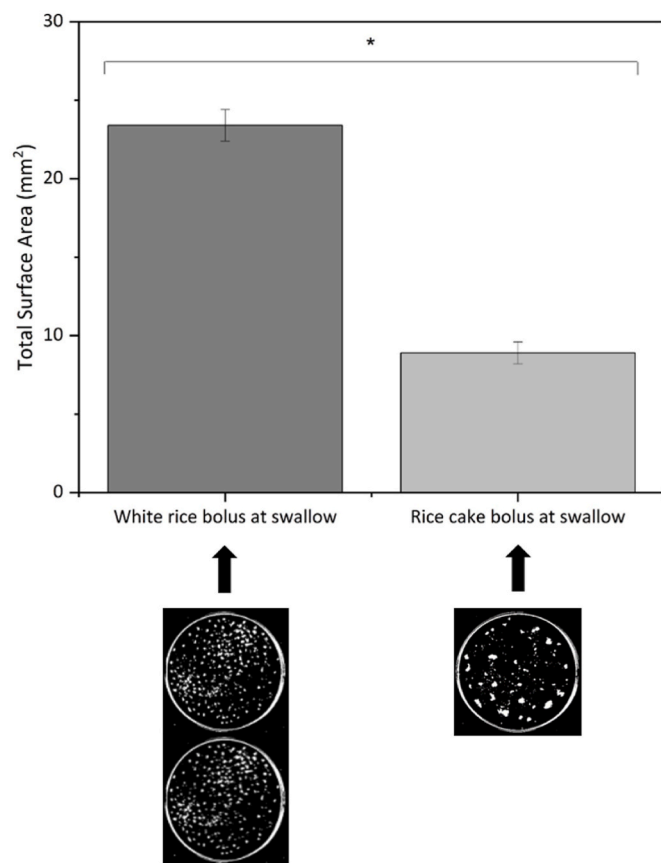 30
*
20
10
0
Total Surface Area (mm²)
White rice bolus at swallow
Rice cake bolus at swallow